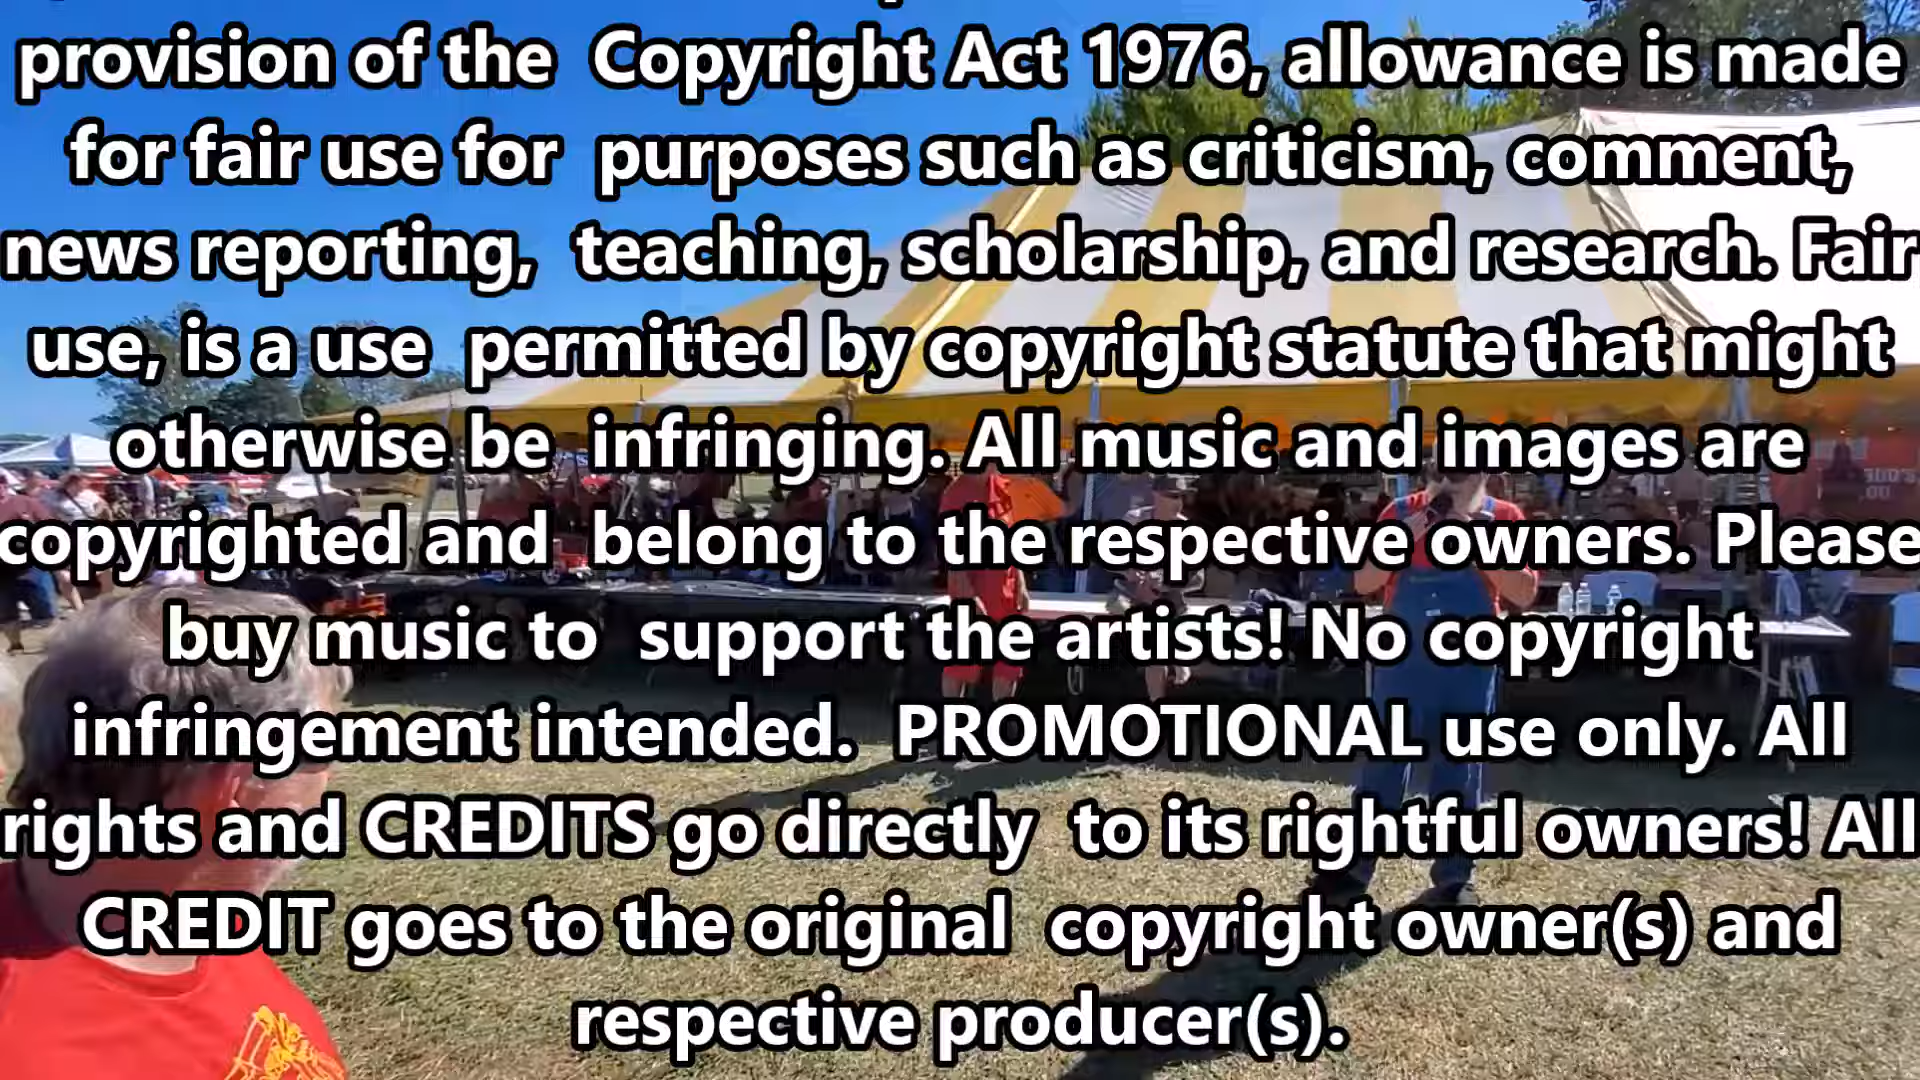 provision of the Copyright Act 1976, allowance is made
for fair use for purposes such as criticism, comment,
news reporting, teaching, scholarship, and research. Fair
use, is a use permitted by copyright statute that might
otherwise be infringing. All music and images are
copyrighted and belong to the respective owners. Please
buy music to support the artists! No copyright
infringement intended. PROMOTIONAL use only. All
rights and CREDITS go directly to its rightful owners! All
CREDIT goes to the original copyright owner(s) and
respective producer(s).